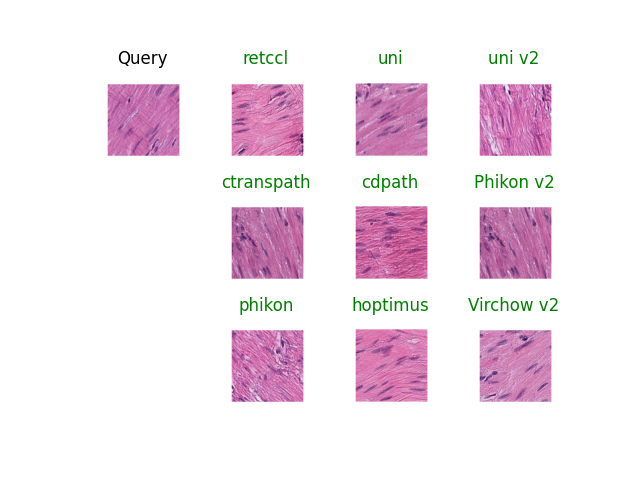 Query retccl uni uni v2
ctranspath cdpath Phikon v2
phikon hoptimus Virchow v2